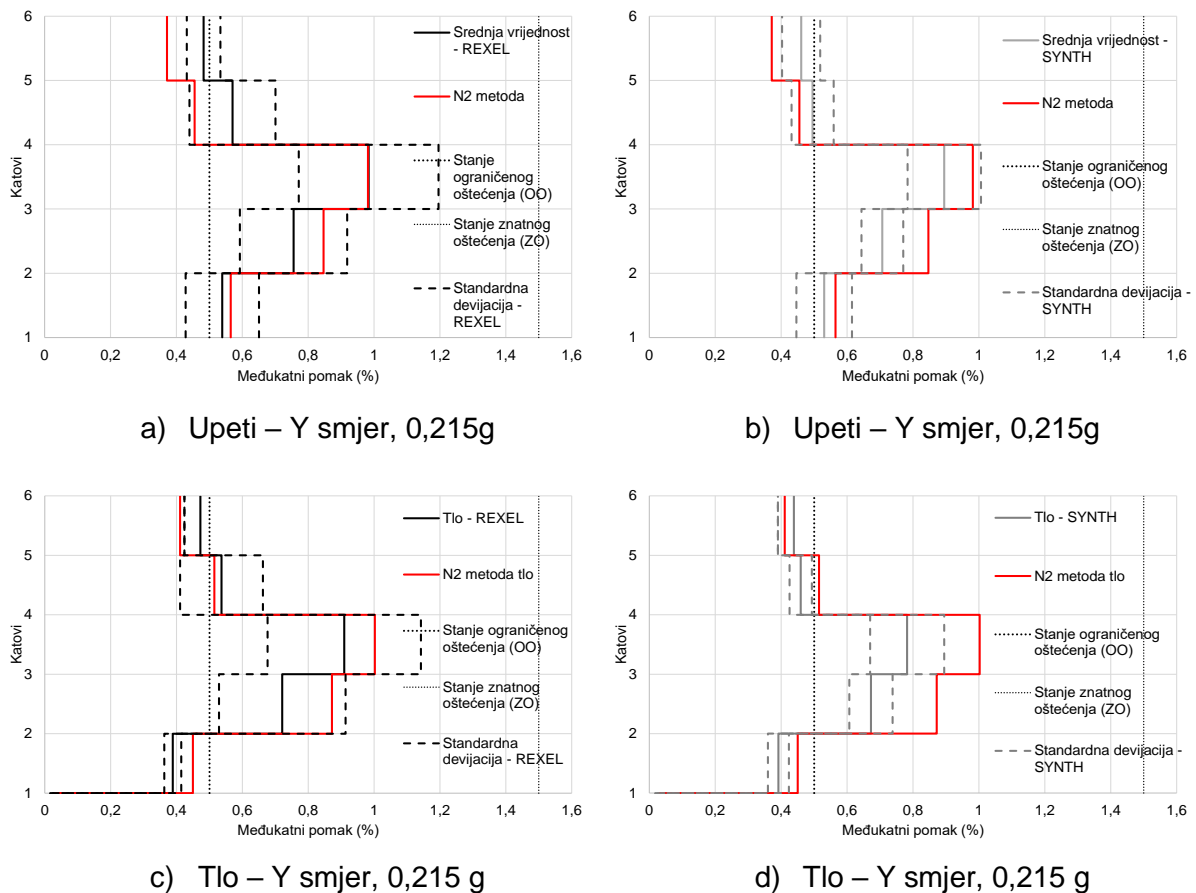 6
5
4
3
2
1
Katovi
0
0,2
0,4
0,6
0,8
1
1,2
1,4
1,6
Međukatni pomak (%)
Srednja vrijednost
- REXEL
N2 metoda
Stanje
ograničenog
oštećenja (OO)
Stanje znatnog
oštećenja (ZO)
Standardna
devijacija -
REXEL
a) Upeti – Y smjer, 0,215g
6
5
4
3
2
1
Katovi
0
0,2
0,4
0,6
0,8
1
1,2
1,4
1,6
Međukatni pomak (%)
Srednja vrijednost -
SYNTH
N2 metoda
Stanje ograničenog
oštećenja (OO)
Stanje znatnog
oštećenja (ZO)
Standardna devijacija -
SYNTH
b) Upeti – Y smjer, 0,215g
6
5
4
3
2
1
Katovi
0
0,2
0,4
0,6
0,8
1
1,2
1,4
1,6
Međukatni pomak (%)
Tlo - REXEL
N2 metoda tlo
Stanje ograničenog
oštećenja (OO)
Stanje znatnog
oštećenja (ZO)
Standardna
devijacija - REXEL
c) Tlo – Y smjer, 0,215 g
6
5
4
3
2
1
Katovi
0
0,2
0,4
0,6
0,8
1
1,2
1,4
1,6
Međukatni pomak (%)
Tlo - SYNTH
N2 metoda tlo
Stanje ograničenog
oštećenja (OO)
Stanje znatnog
oštećenja (ZO)
Standardna devijacija -
SYNTH
d) Tlo – Y smjer, 0,215 g